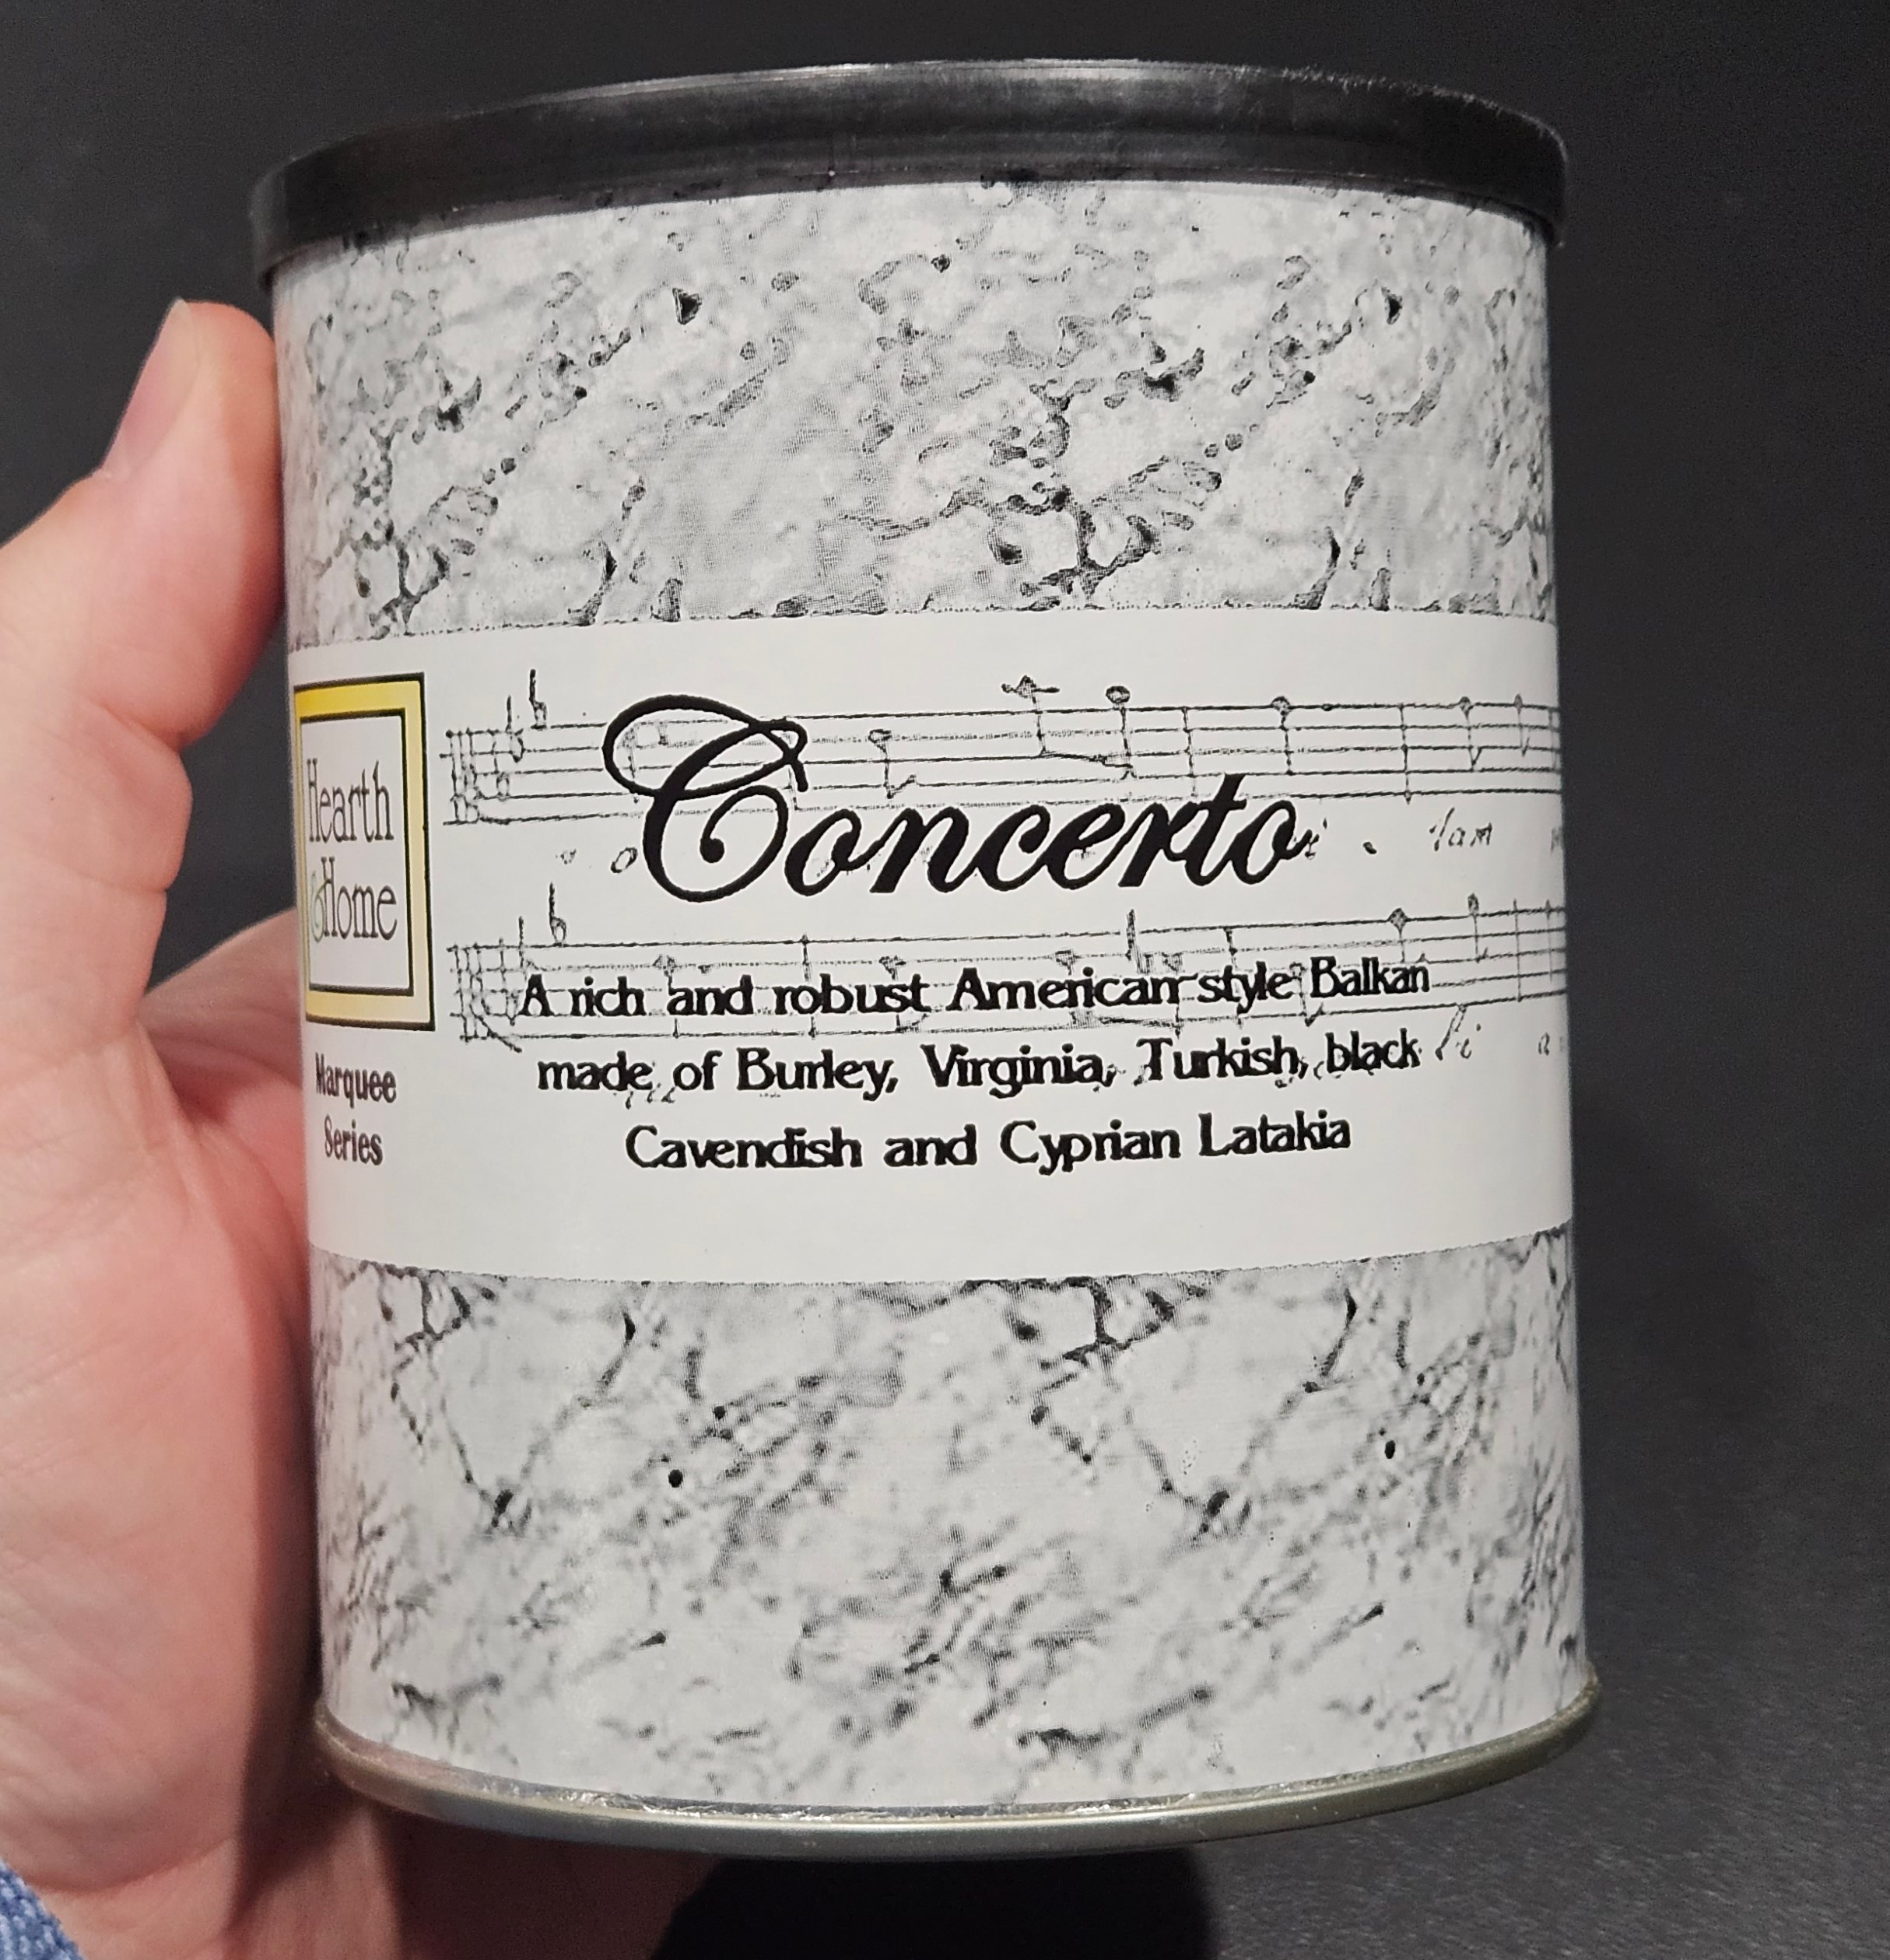 Hearth
& Home
Marquee
Series
Concerto
A rich and robust American style Balkan
made of Burley, Virginia, Turkish, black
Cavendish and Cyprian Latakia